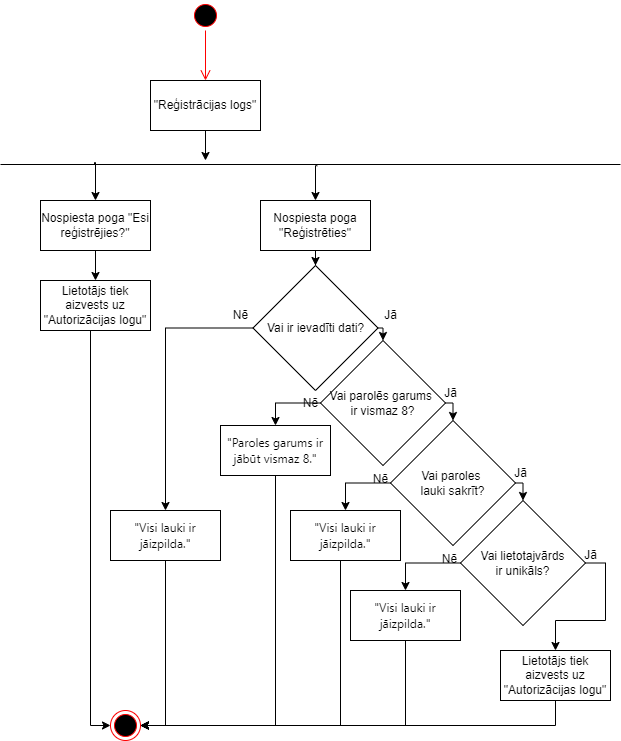 "Reģistrācijas logs"
Nospiesta poga "Esi
reģistrējies?"
Nospiesta poga
"Reģistrēties"
Lietotājs tiek
aizvests uz
"Autorizācijas logu"
Nē
Vai ir ievadīti dati?
Jā
Nē
Vai parolēs garums
ir vismaz 8?
Jā
"Paroles garums ir
jābūt vismaz 8."
Nē
Vai paroles
lauki sakrīt?
Jā
"Visi lauki ir
jāizpilda."
"Visi lauki ir
jāizpilda."
Nē
Vai lietotajvārds
ir unikāls?
Jā
"Visi lauki ir
jāizpilda."
Lietotājs tiek
aizvests uz
"Autorizācijas logu"